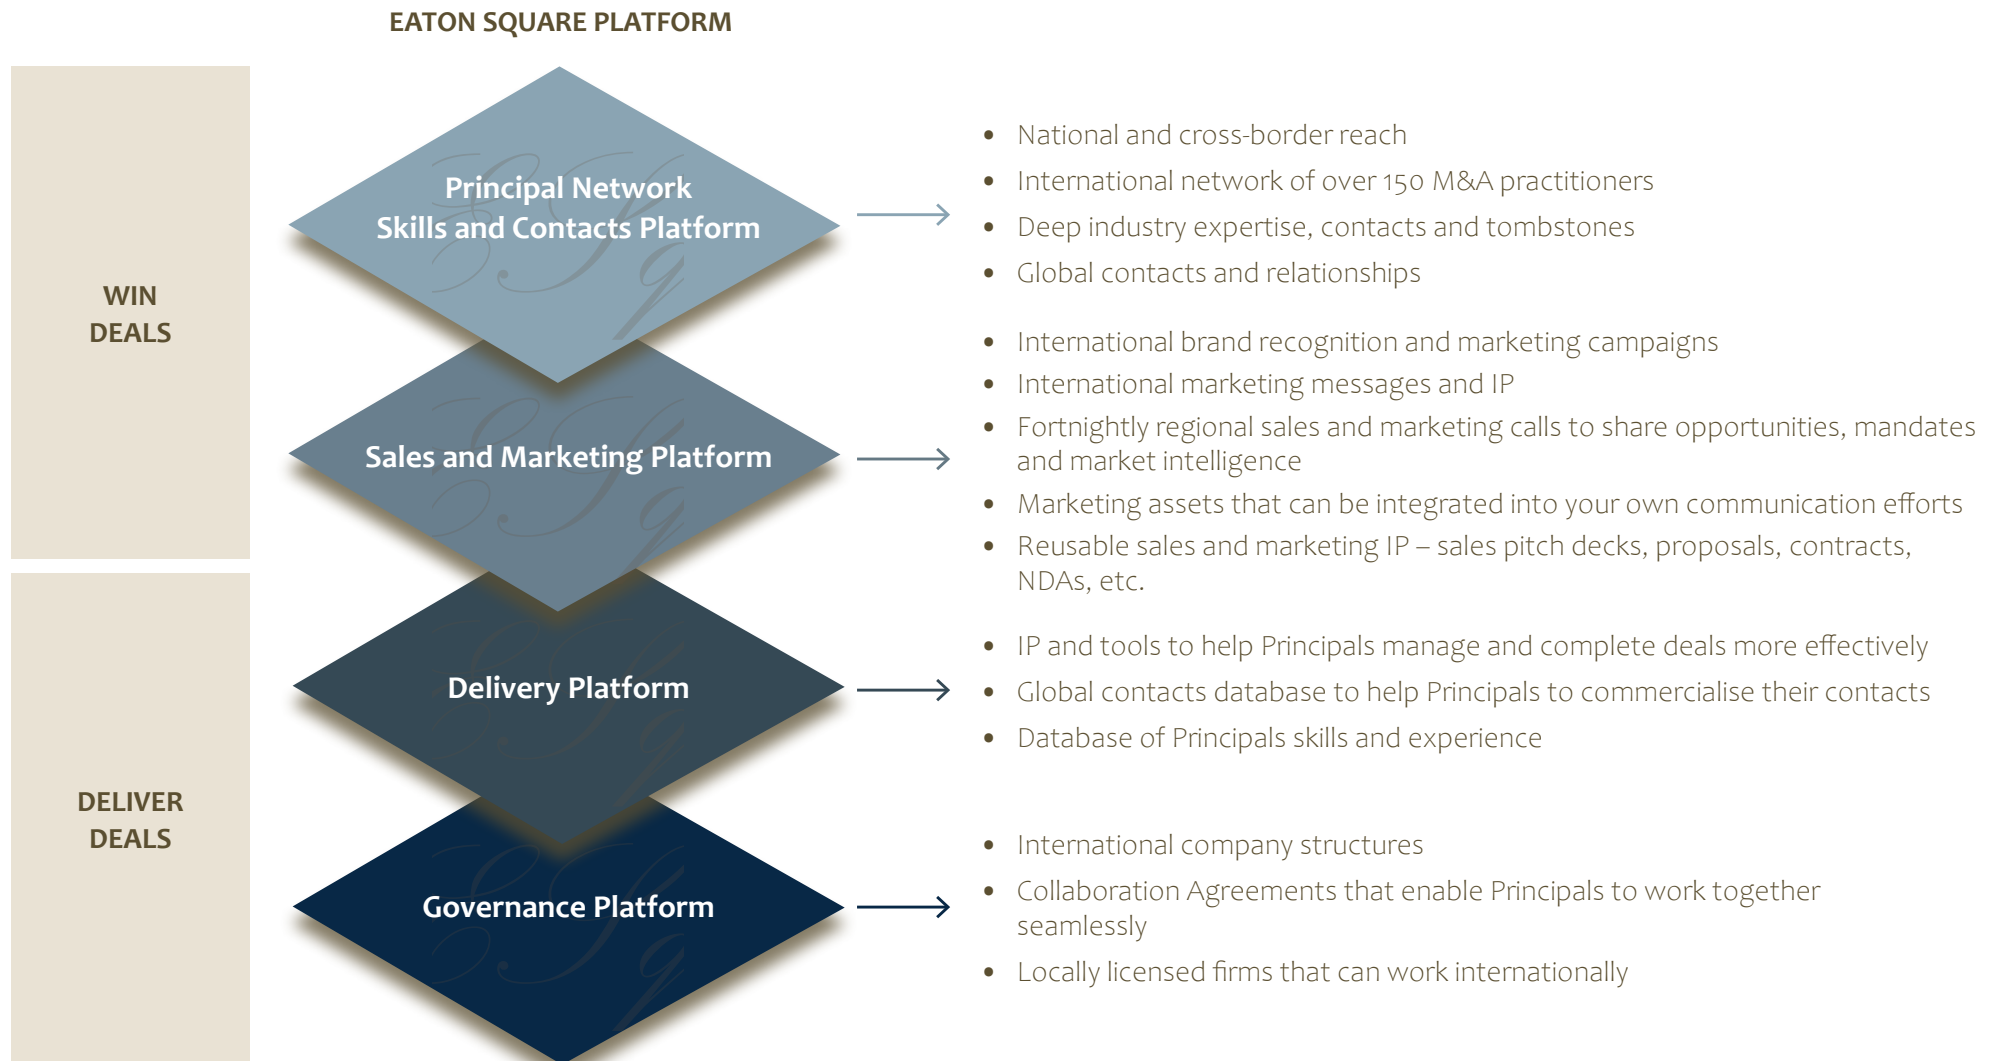 EATON SQUARE PLATFORM
WIN
DEALS
Principal Network
Skills and Contacts Platform
• National and cross-border reach
• International network of over 150 M&A practitioners
• Deep industry expertise, contacts and tombstones
• Global contacts and relationships
Sales and Marketing Platform
• International brand recognition and marketing campaigns
• International marketing messages and IP
• Fortnightly regional sales and marketing calls to share opportunities, mandates
and market intelligence
• Marketing assets that can be integrated into your own communication efforts
• Reusable sales and marketing IP – sales pitch decks, proposals, contracts,
NDAs, etc.
DELIVER
DEALS
Delivery Platform
• IP and tools to help Principals manage and complete deals more effectively
• Global contacts database to help Principals to commercialise their contacts
• Database of Principals skills and experience
Governance Platform
• International company structures
• Collaboration Agreements that enable Principals to work together
seamlessly
• Locally licensed firms that can work internationally